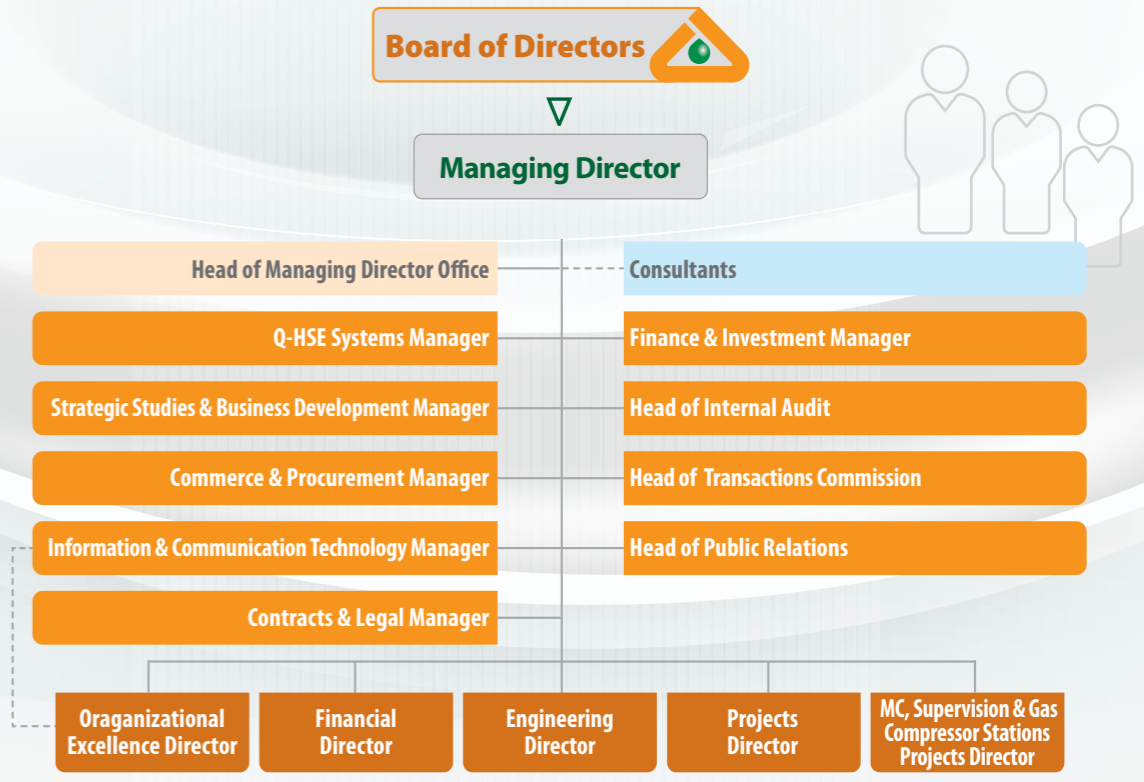 Board of Directors
Managing Director
Head of Managing Director Office
Consultants
Q-HSE Systems Manager
Finance & Investment Manager
Strategic Studies & Business Development Manager
Head of Internal Audit
Commerce & Procurement Manager
Head of Transactions Commission
Information & Communication Technology Manager
Head of Public Relations
Contracts & Legal Manager
Oraganizational
Excellence Director
Financial
Director
Engineering
Director
Projects
Director
MC, Supervision & Gas
Compressor Stations
Projects Director